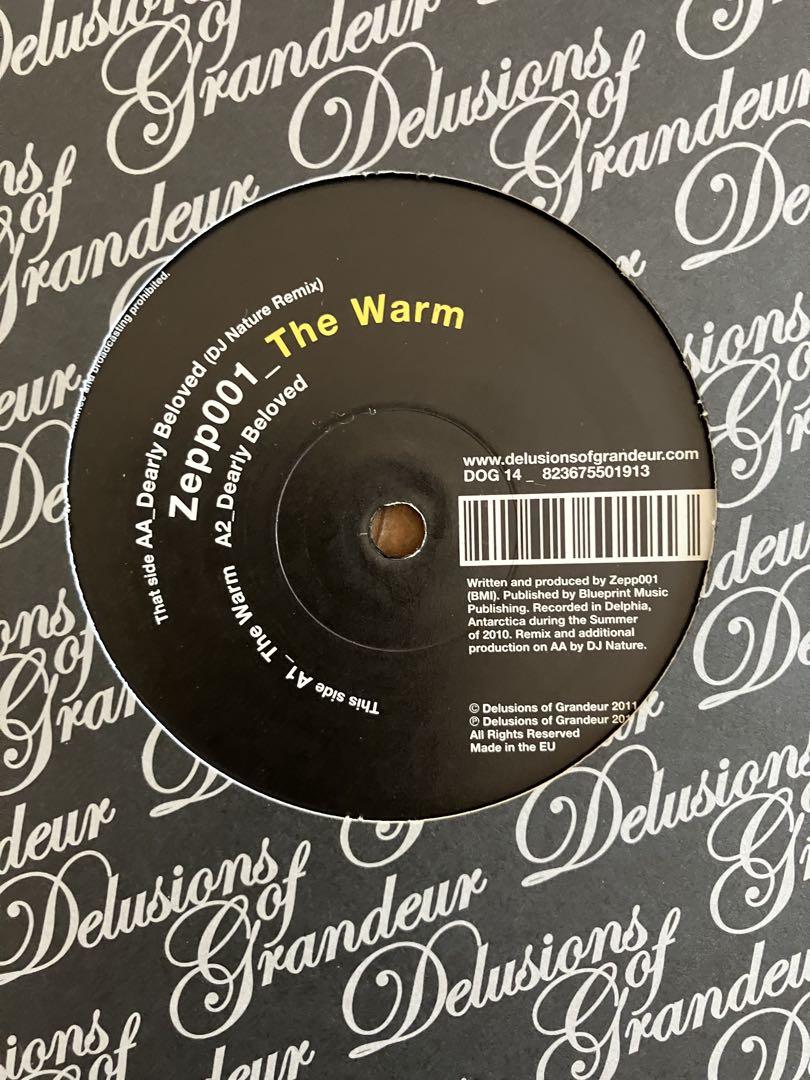 Delusions of Grandeur Delusions of Grandeur
Zepp001_The Warm
That side AA_Dearly Beloved (DJ Nature Remix)
This side A1_The Warm A2_Dearly Beloved
and broadcasting prohibited.
www.delusionsofgrandeur.com
DOG 14 _ 823675501913
Written and produced by Zepp001
(BMI). Published by Blueprint Music
Publishing. Recorded in Delphia,
Antarctica during the Summer
of 2010. Remix and additional
production on AA by DJ Nature.
© Delusions of Grandeur 2011
℗ Delusions of Grandeur 201
All Rights Reserved
Made in the EU
Delusions of Grandeur Delusions of Grandeur